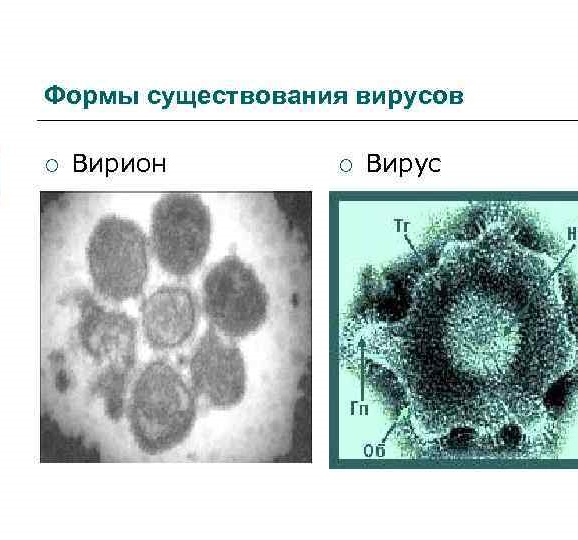 Формы существования вирусов
Вирион
Вирус
Тг
Н
Гп
Об